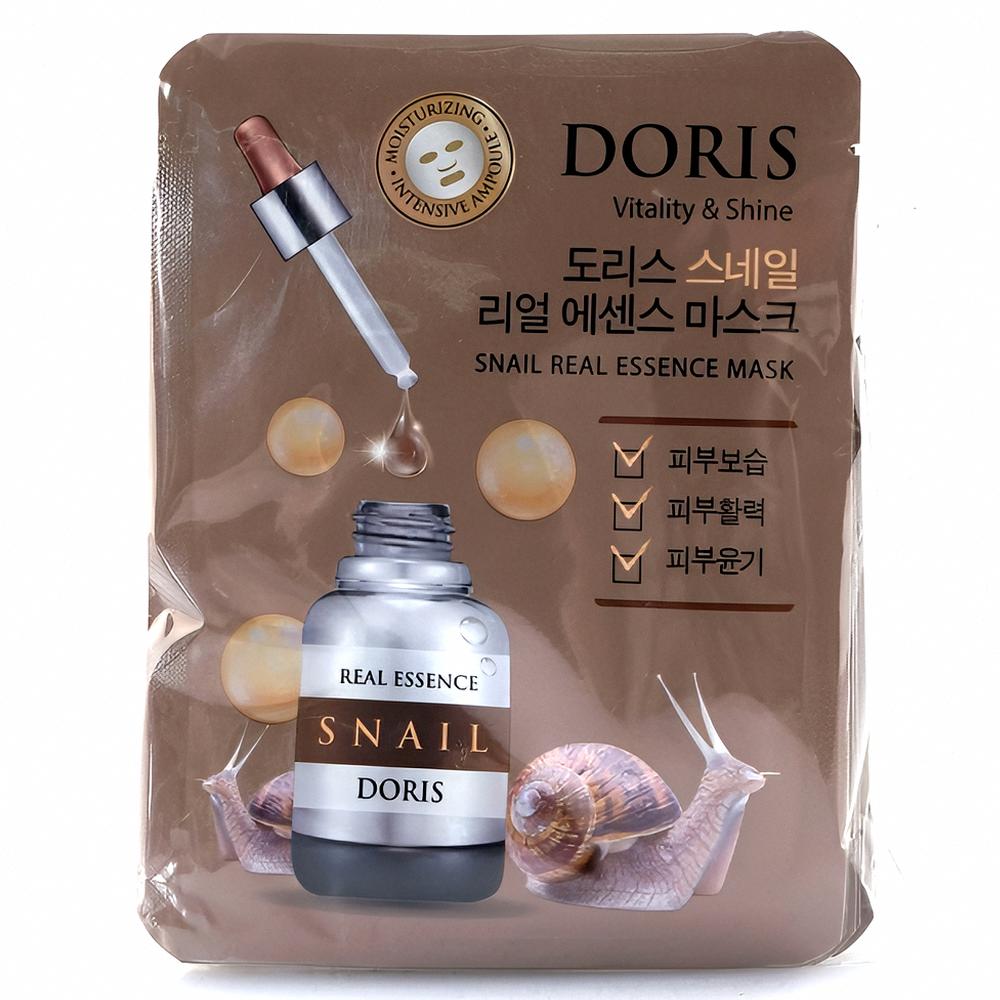 MOISTURIZING • INTENSIVE AMPOULE •
DORIS
Vitality & Shine
도리스 스네일
리얼 에센스 마스크
SNAIL REAL ESSENCE MASK
피부보습
피부활력
피부윤기
REAL ESSENCE
SNAIL
DORIS